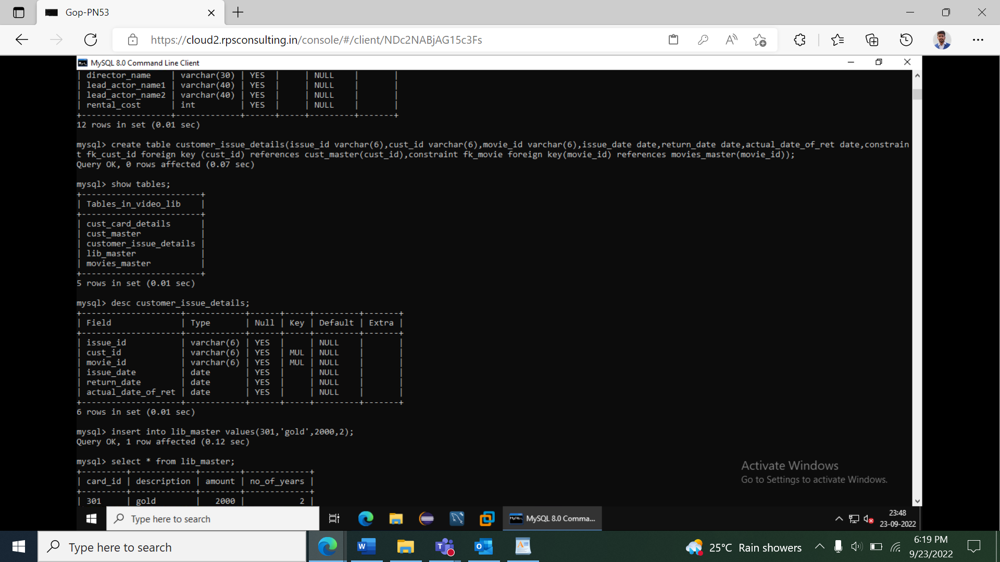 Gop-PN53
https://cloud2.rpsconsulting.in/console/#/client/NDc2NABjAG15c3Fs
MySQL 8.0 Command Line Client
| director_name    | varchar(30) | YES  |     | NULL    |       |
| lead_actor_name1 | varchar(40) | YES  |     | NULL    |       |
| lead_actor_name2 | varchar(40) | YES  |     | NULL    |       |
| rental_cost      | int         | YES  |     | NULL    |       |
+------------------+-------------+------+-----+---------+-------+
12 rows in set (0.01 sec)
mysql> create table customer_issue_details(issue_id varchar(6),cust_id varchar(6),movie_id varchar(6),issue_date date,return_date date,actual_date_of_ret date,constrain
t fk_cust_id foreign key (cust_id) references cust_master(cust_id),constraint fk_movie foreign key(movie_id) references movies_master(movie_id));
Query OK, 0 rows affected (0.07 sec)
mysql> show tables;
+------------------------+
| Tables_in_video_lib    |
+------------------------+
| cust_card_details      |
| cust_master            |
| customer_issue_details |
| lib_master             |
| movies_master          |
+------------------------+
5 rows in set (0.01 sec)
mysql> desc customer_issue_details;
+--------------------+------------+------+-----+---------+-------+
| Field              | Type       | Null | Key | Default | Extra |
+--------------------+------------+------+-----+---------+-------+
| issue_id           | varchar(6) | YES  |     | NULL    |       |
| cust_id            | varchar(6) | YES  | MUL | NULL    |       |
| movie_id           | varchar(6) | YES  | MUL | NULL    |       |
| issue_date         | date       | YES  |     | NULL    |       |
| return_date        | date       | YES  |     | NULL    |       |
| actual_date_of_ret | date       | YES  |     | NULL    |       |
+--------------------+------------+------+-----+---------+-------+
6 rows in set (0.01 sec)
mysql> insert into lib_master values(301,'gold',2000,2);
Query OK, 1 row affected (0.12 sec)
mysql> select * from lib_master;
+---------+-------------+--------+-------------+
| card_id | description | amount | no_of_years |
+---------+-------------+--------+-------------+
| 301     | gold        |   2000 |           2 |
Activate Windows
Go to Settings to activate Windows.
Type here to search
MySQL 8.0 Comma...
23:48
23-09-2022
Type here to search
25°C Rain showers
6:19 PM
9/23/2022